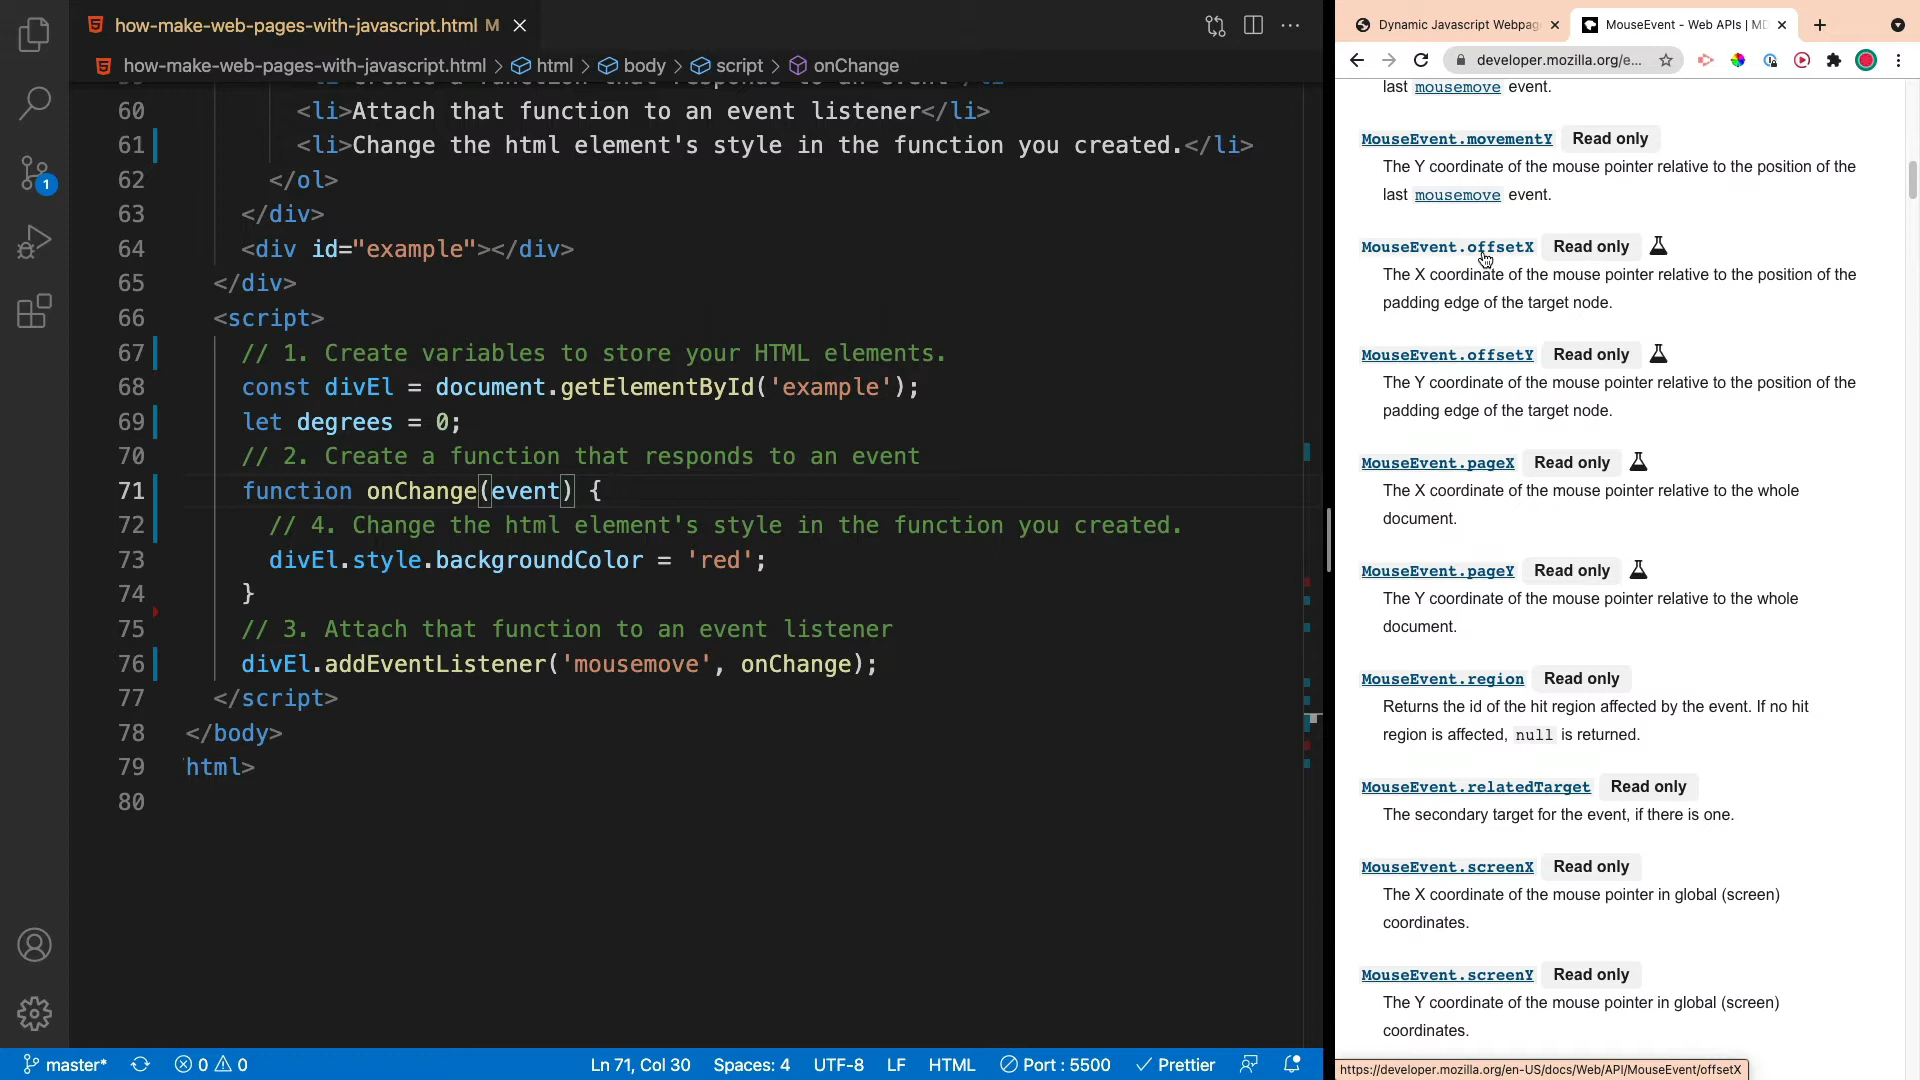 how-make-web-pages-with-javascript.html M
how-make-web-pages-with-javascript.html > html > body > script > onChange
60 <li>Attach that function to an event listener</li>
61 <li>Change the html element's style in the function you created.</li>
62 </ol>
63 </div>
64 <div id="example"></div>
65 </div>
66 <script>
67 // 1. Create variables to store your HTML elements.
68 const divEl = document.getElementById('example');
69 let degrees = 0;
70 // 2. Create a function that responds to an event
71 function onChange(event) {
72 // 4. Change the html element's style in the function you created.
73 divEl.style.backgroundColor = 'red';
74 }
75 // 3. Attach that function to an event listener
76 divEl.addEventListener('mousemove', onChange);
77 </script>
78 </body>
79 html>
80
1
master* 0 0 Ln 71, Col 30 Spaces: 4 UTF-8 LF HTML Port : 5500 Prettier
Dynamic Javascript Webpag
MouseEvent - Web APIs | MD
developer.mozilla.org/e...
last mousemove event.
MouseEvent.movementY Read only
The Y coordinate of the mouse pointer relative to the position of the
last mousemove event.
MouseEvent.offsetX Read only
The X coordinate of the mouse pointer relative to the position of the
padding edge of the target node.
MouseEvent.offsetY Read only
The Y coordinate of the mouse pointer relative to the position of the
padding edge of the target node.
MouseEvent.pageX Read only
The X coordinate of the mouse pointer relative to the whole
document.
MouseEvent.pageY Read only
The Y coordinate of the mouse pointer relative to the whole
document.
MouseEvent.region Read only
Returns the id of the hit region affected by the event. If no hit
region is affected, null is returned.
MouseEvent.relatedTarget Read only
The secondary target for the event, if there is one.
MouseEvent.screenX Read only
The X coordinate of the mouse pointer in global (screen)
coordinates.
MouseEvent.screenY Read only
The Y coordinate of the mouse pointer in global (screen)
coordinates.
https://developer.mozilla.org/en-US/docs/Web/API/MouseEvent/offsetX